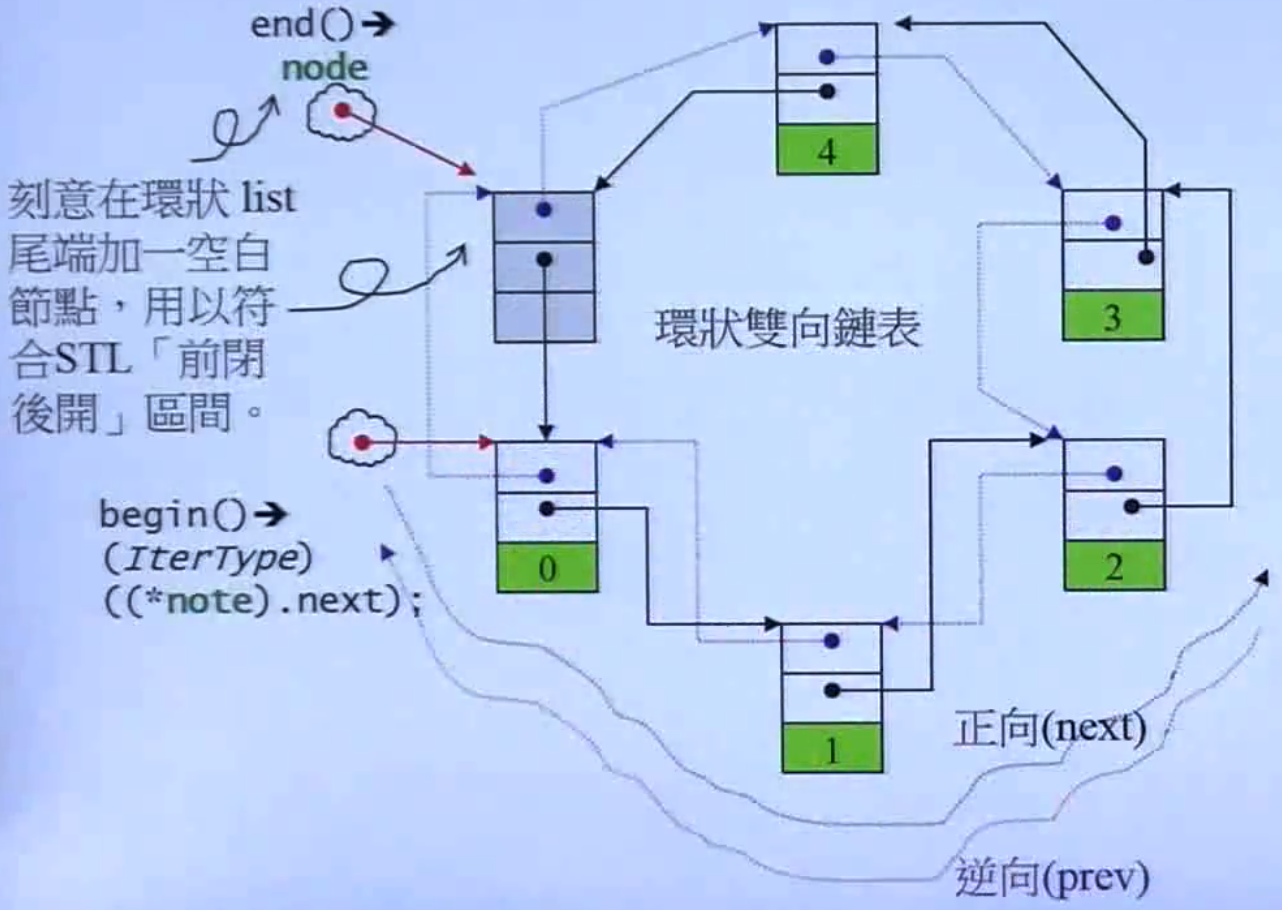 end()→
node
刻意在環狀 list
尾端加一空白
節點，用以符
合STL「前閉
後開」區間。
環狀雙向鏈表
begin()→
(IterType)
((*note).next);
4
3
0
2
1
正向(next)
逆向(prev)